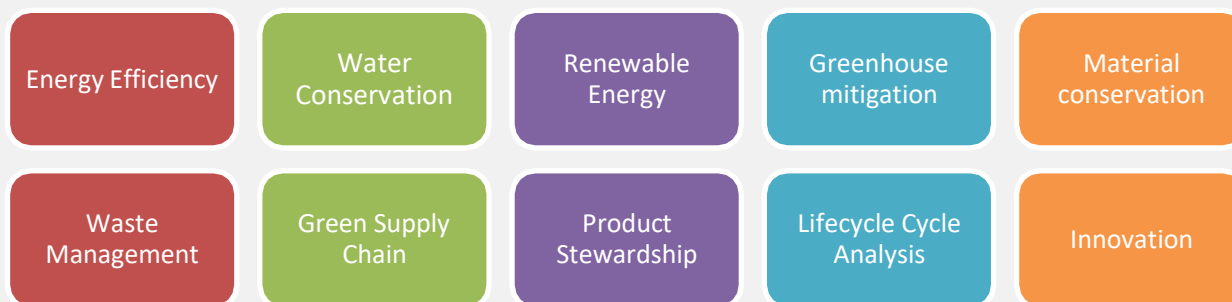 Energy Efficiency
Water
Conservation
Renewable
Energy
Greenhouse
mitigation
Material
conservation
Waste
Management
Green Supply
Chain
Product
Stewardship
Lifecycle Cycle
Analysis
Innovation